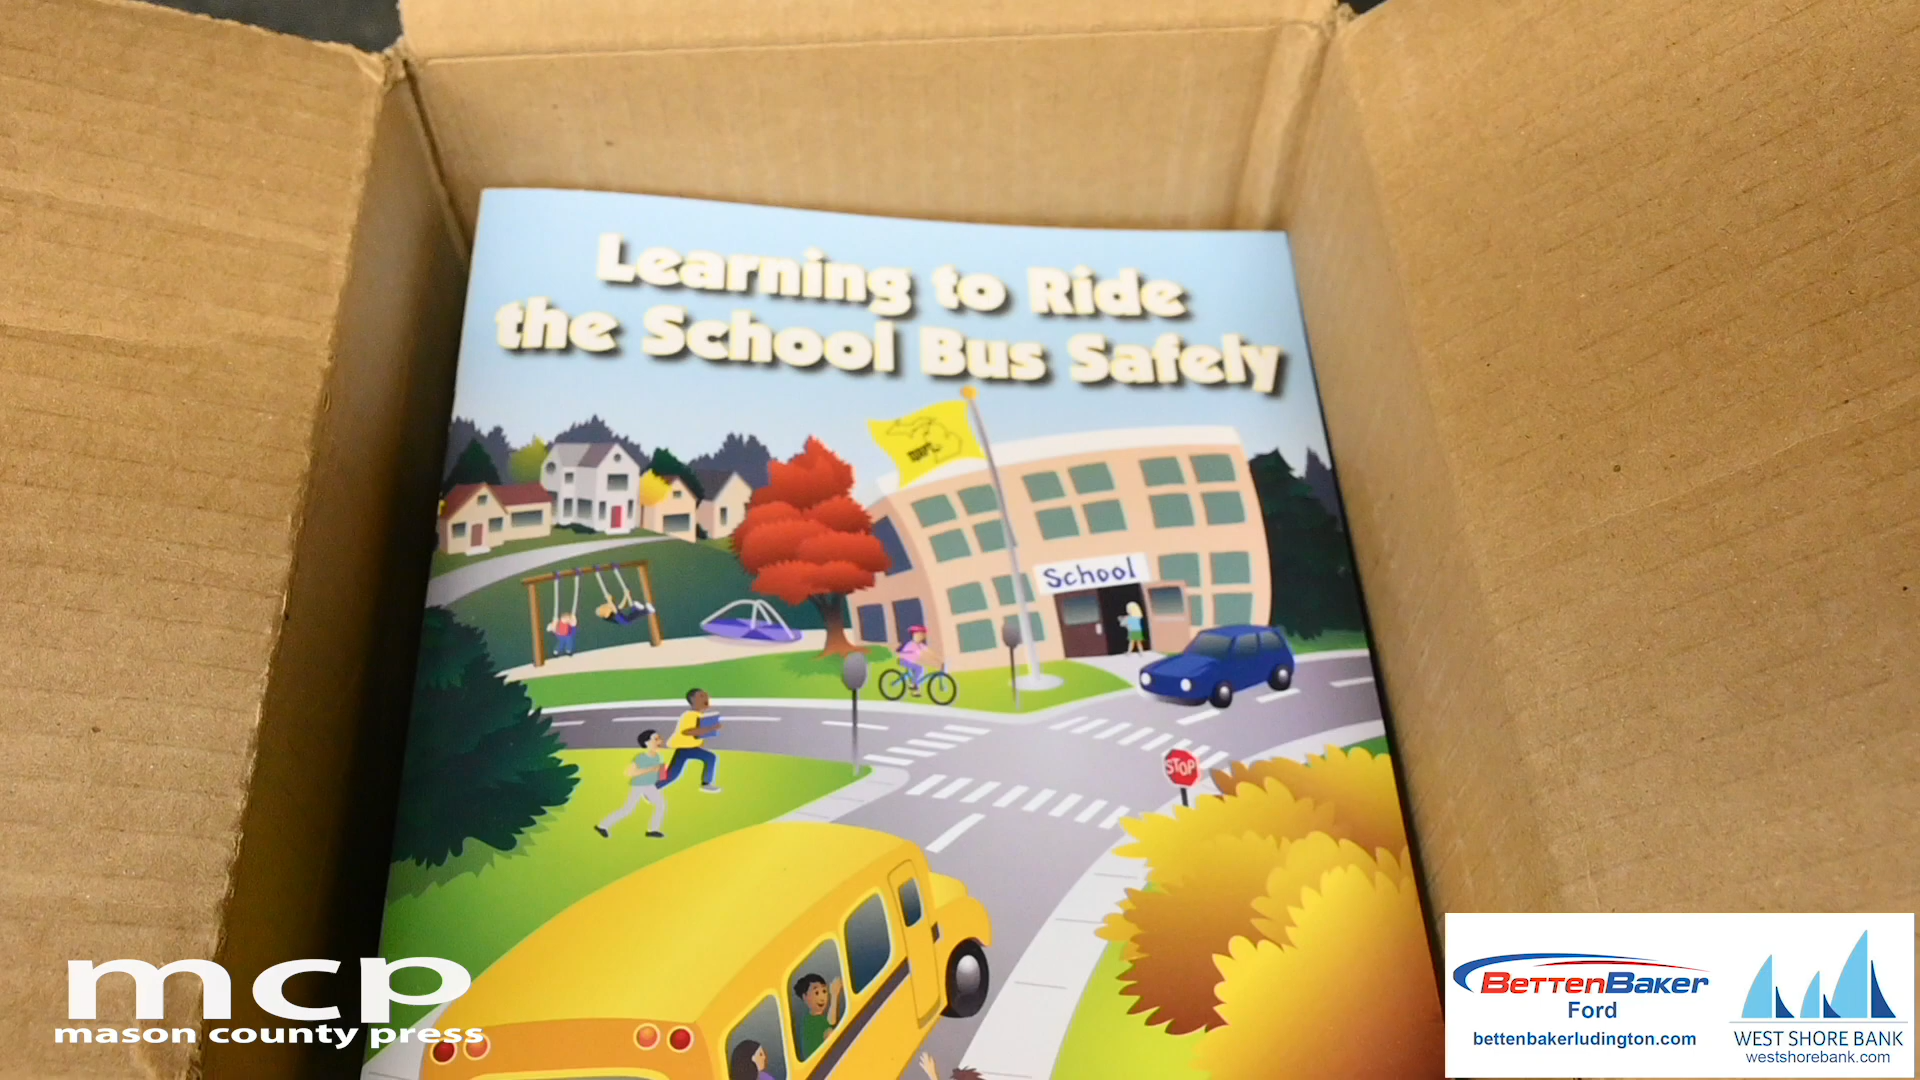 Learning to Ride
the School Bus Safely
School
STOP
mcp
mason county press
BettenBaker
Ford
bettenbakerludington.com
WEST SHORE BANK
westshorebank.com